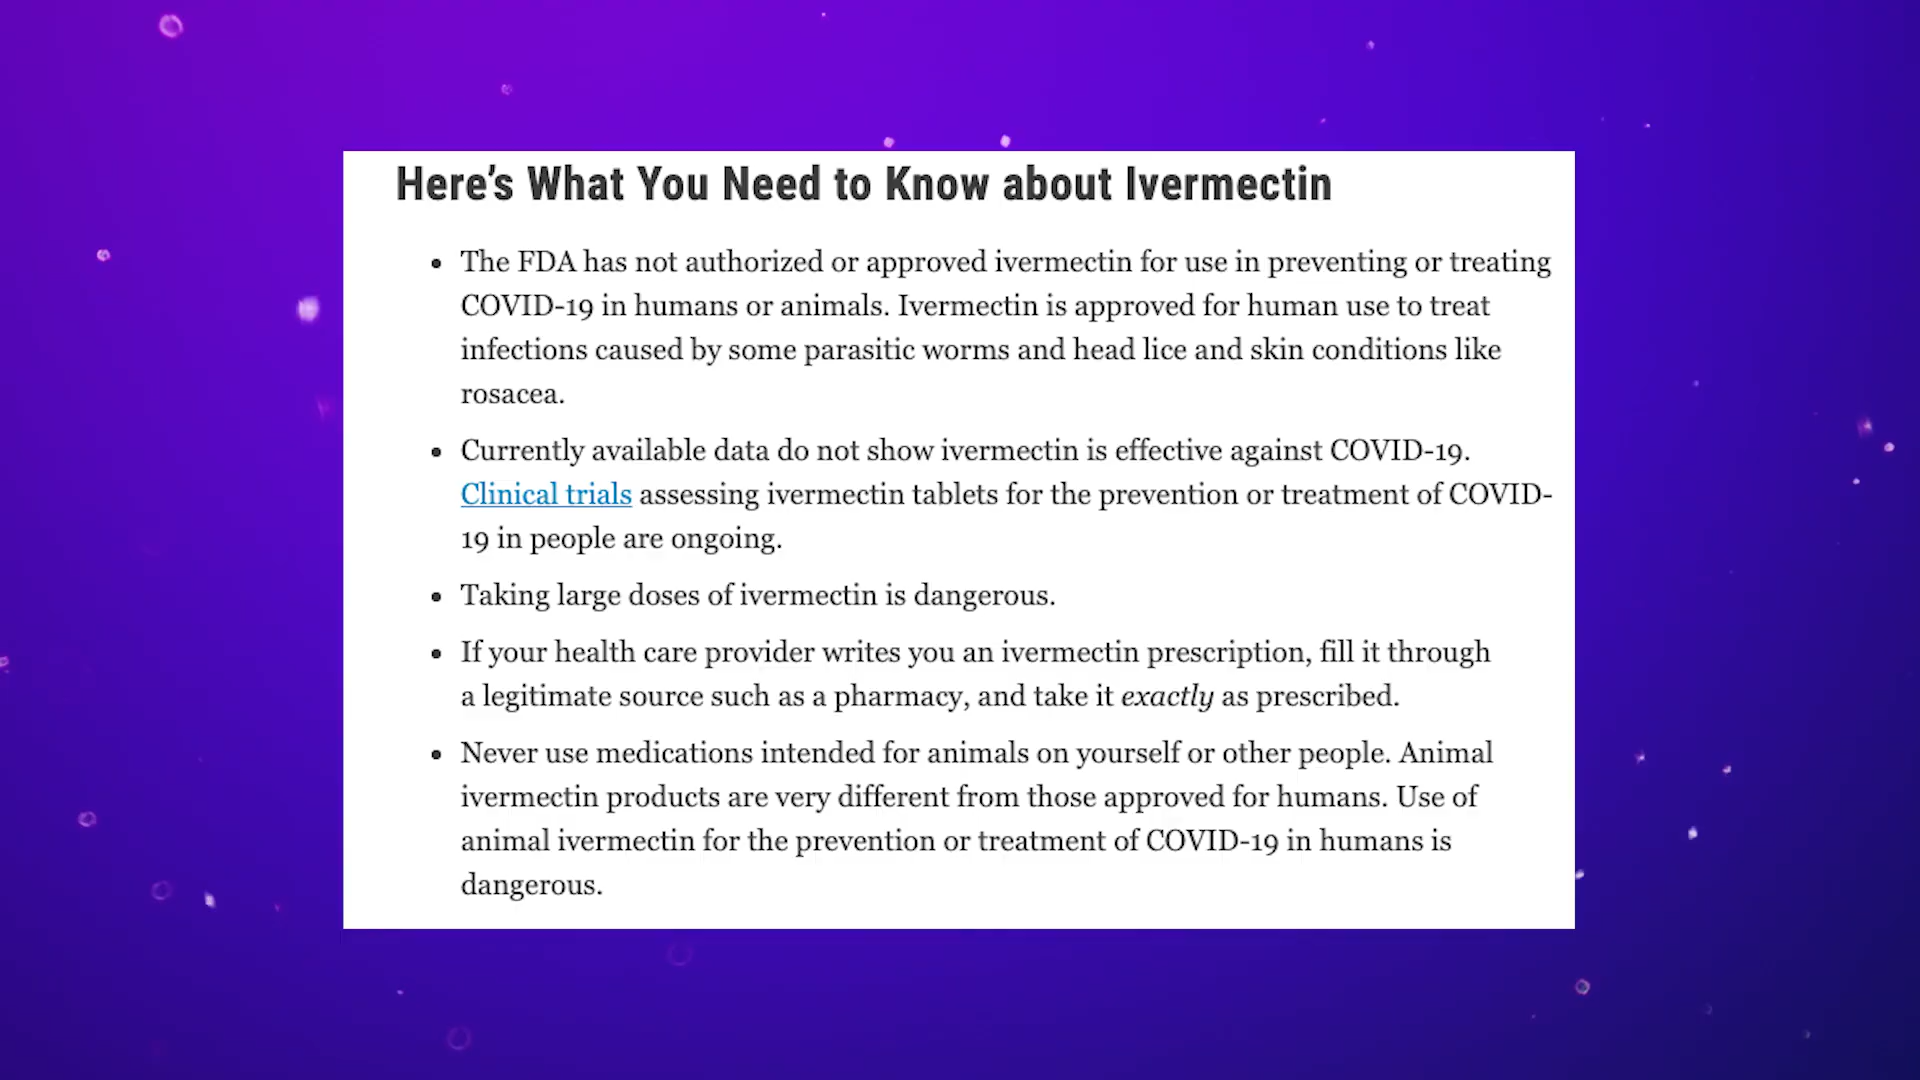 Here’s What You Need to Know about Ivermectin
• The FDA has not authorized or approved ivermectin for use in preventing or treating
COVID-19 in humans or animals. Ivermectin is approved for human use to treat
infections caused by some parasitic worms and head lice and skin conditions like
rosacea.
• Currently available data do not show ivermectin is effective against COVID-19.
Clinical trials assessing ivermectin tablets for the prevention or treatment of COVID-
19 in people are ongoing.
• Taking large doses of ivermectin is dangerous.
• If your health care provider writes you an ivermectin prescription, fill it through
a legitimate source such as a pharmacy, and take it exactly as prescribed.
• Never use medications intended for animals on yourself or other people. Animal
ivermectin products are very different from those approved for humans. Use of
animal ivermectin for the prevention or treatment of COVID-19 in humans is
dangerous.